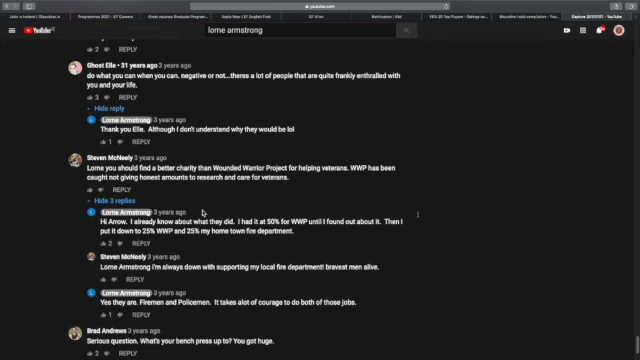 youtube.com
YouTube
lorne armstrong
2 REPLY
Ghost Elle • 31 years ago 3 years ago
do what you can when you can. negative or not...theres a lot of people that are quite frankly enthralled with
you and your life.
3 REPLY
Hide reply
Lorne Armstrong 3 years ago
Thank you Elle. Although I don't understand why they would be lol
1 REPLY
Steven McNeely 3 years ago
Lorne you should find a better charity than Wounded Warrior Project for helping veterans. WWP has been
caught not giving honest amounts to research and care for veterans.
REPLY
Hide 3 replies
Lorne Armstrong 3 years ago
Hi Arrow. I already know about what they did. I had it at 50% for WWP until I found out about it. Then I
put it down to 25% WWP and 25% my home town fire department.
2 REPLY
Steven McNeely 3 years ago
Lorne Armstrong I'm always down with supporting my local fire department! bravest men alive.
REPLY
Lorne Armstrong 3 years ago
Yes they are. Firemen and Policemen. It takes alot of courage to do both of those jobs.
1 REPLY
Brad Andrews 3 years ago
Serious question. What's your bench press up to? You got huge.
2 REPLY